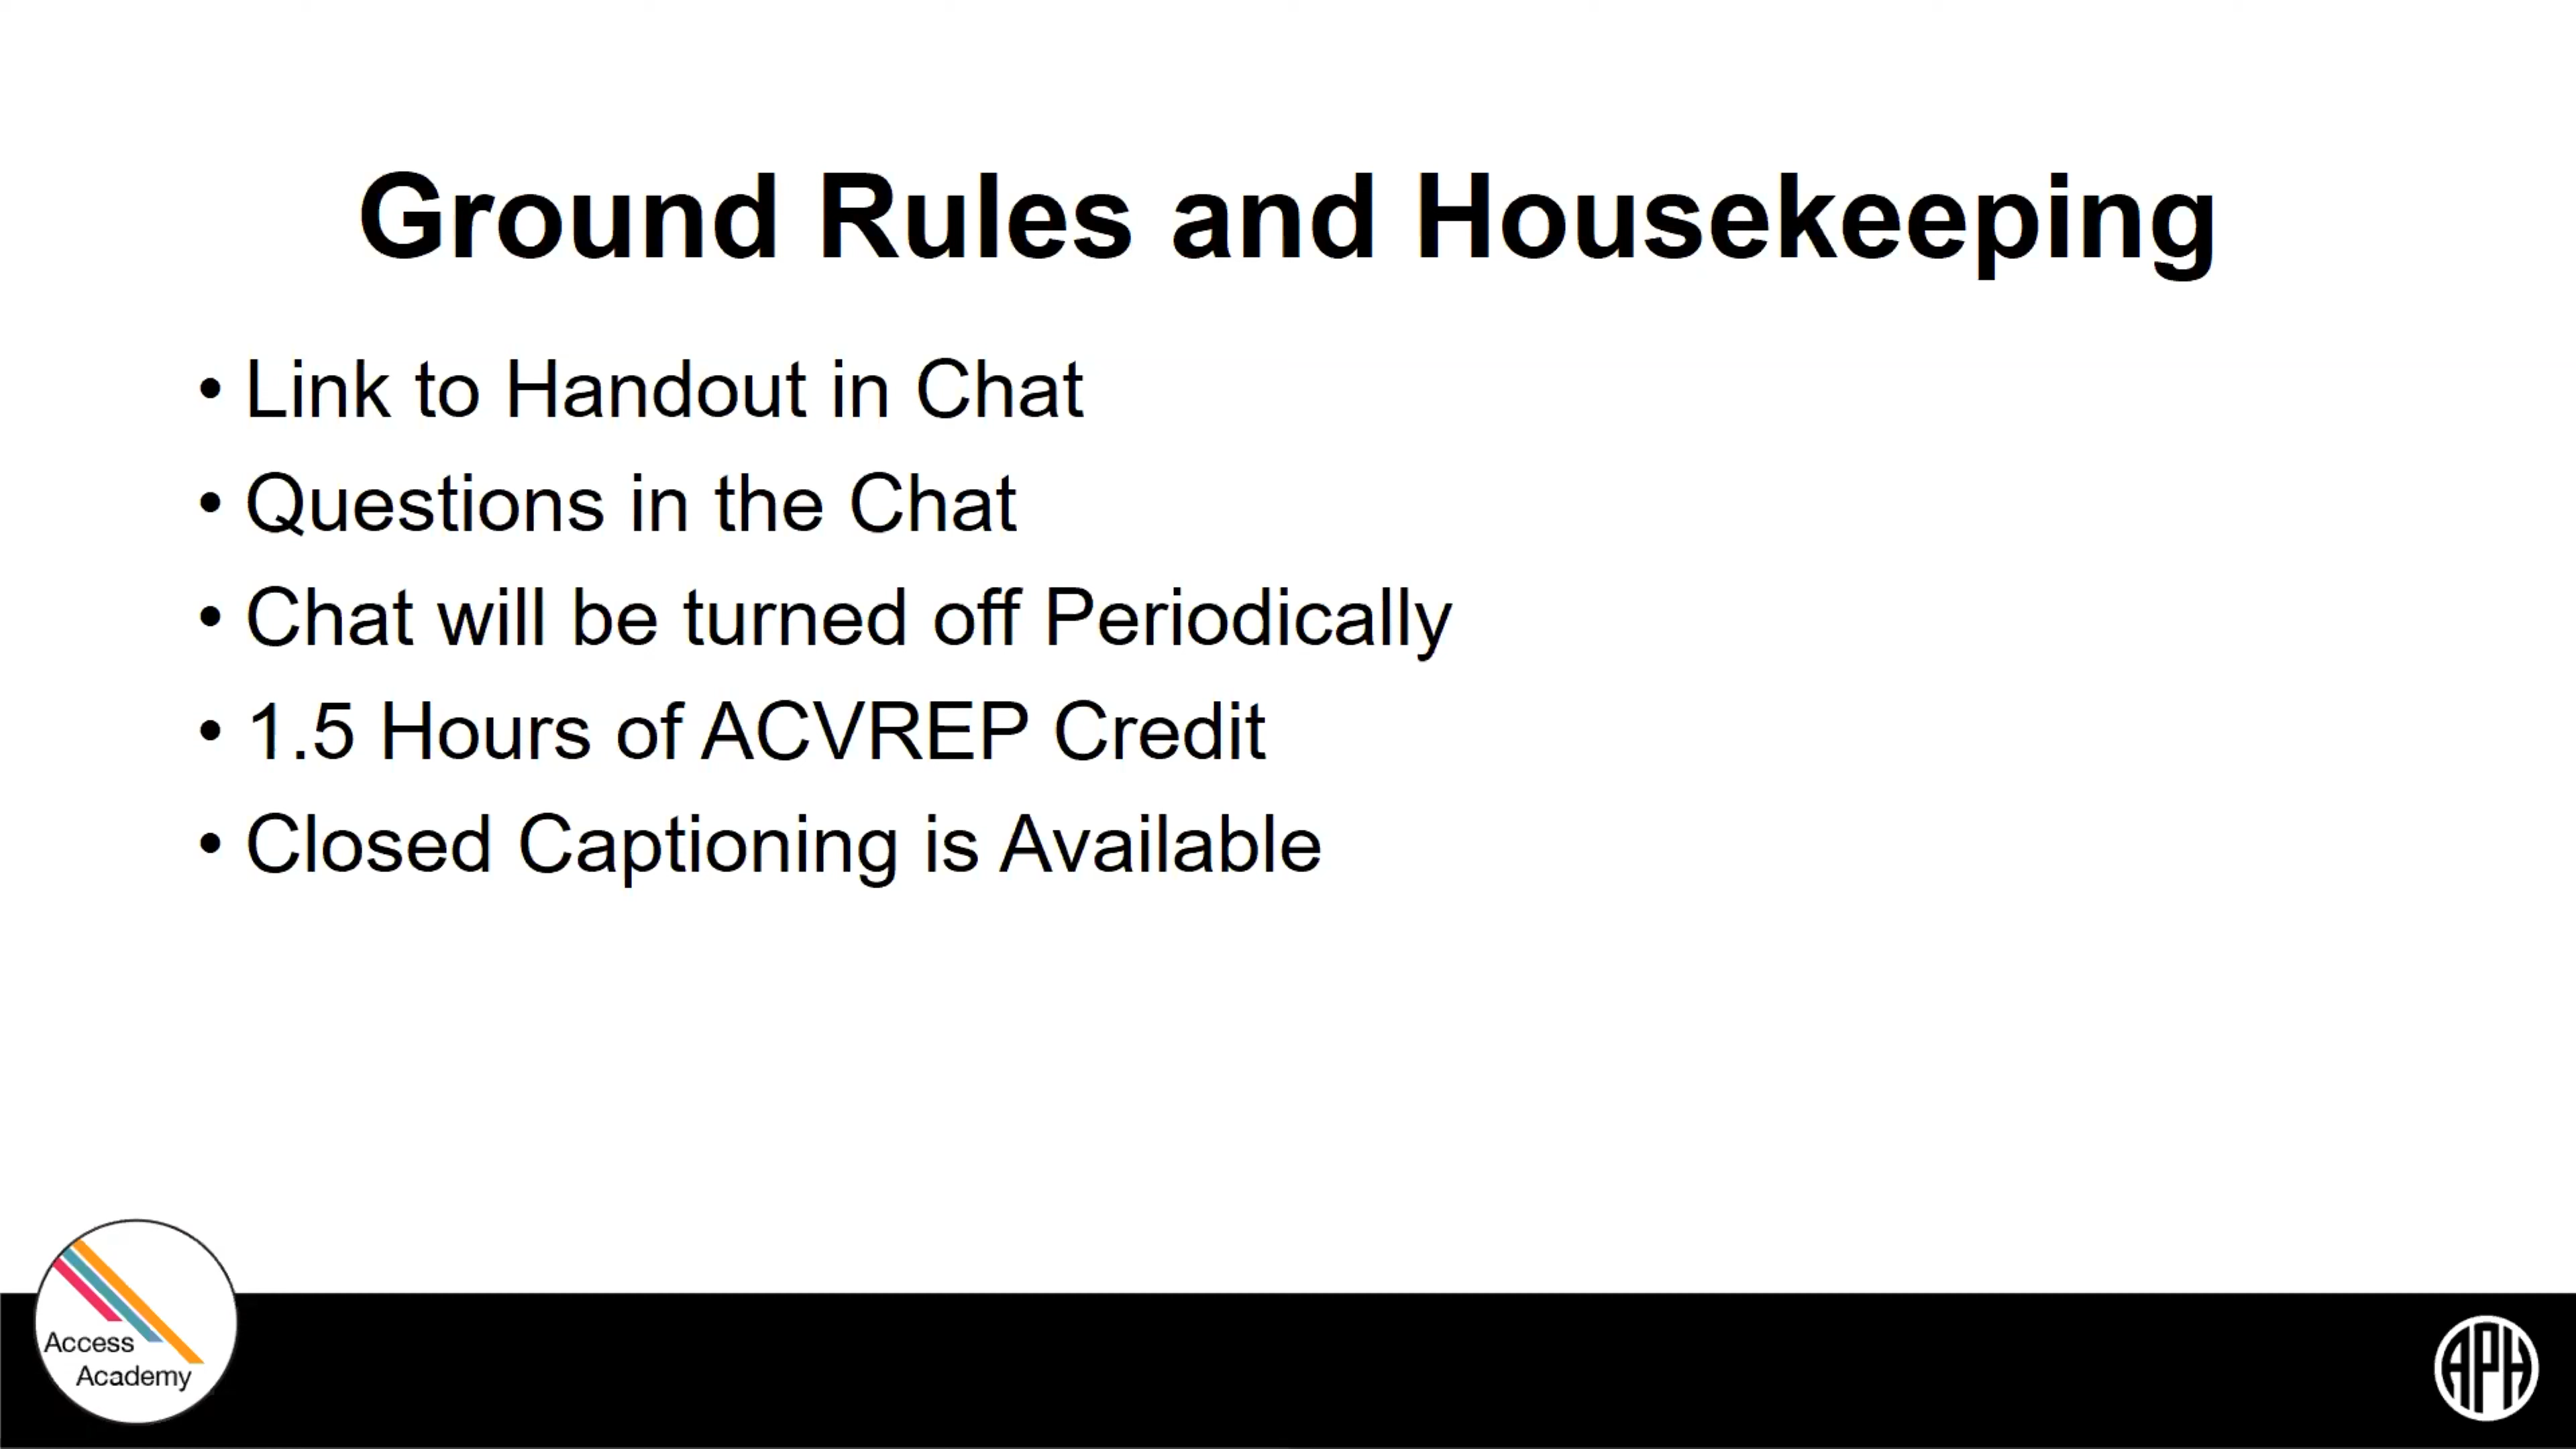 Ground Rules and Housekeeping
• Link to Handout in Chat
• Questions in the Chat
• Chat will be turned off Periodically
• 1.5 Hours of ACVREP Credit
• Closed Captioning is Available
Access
Academy
APH